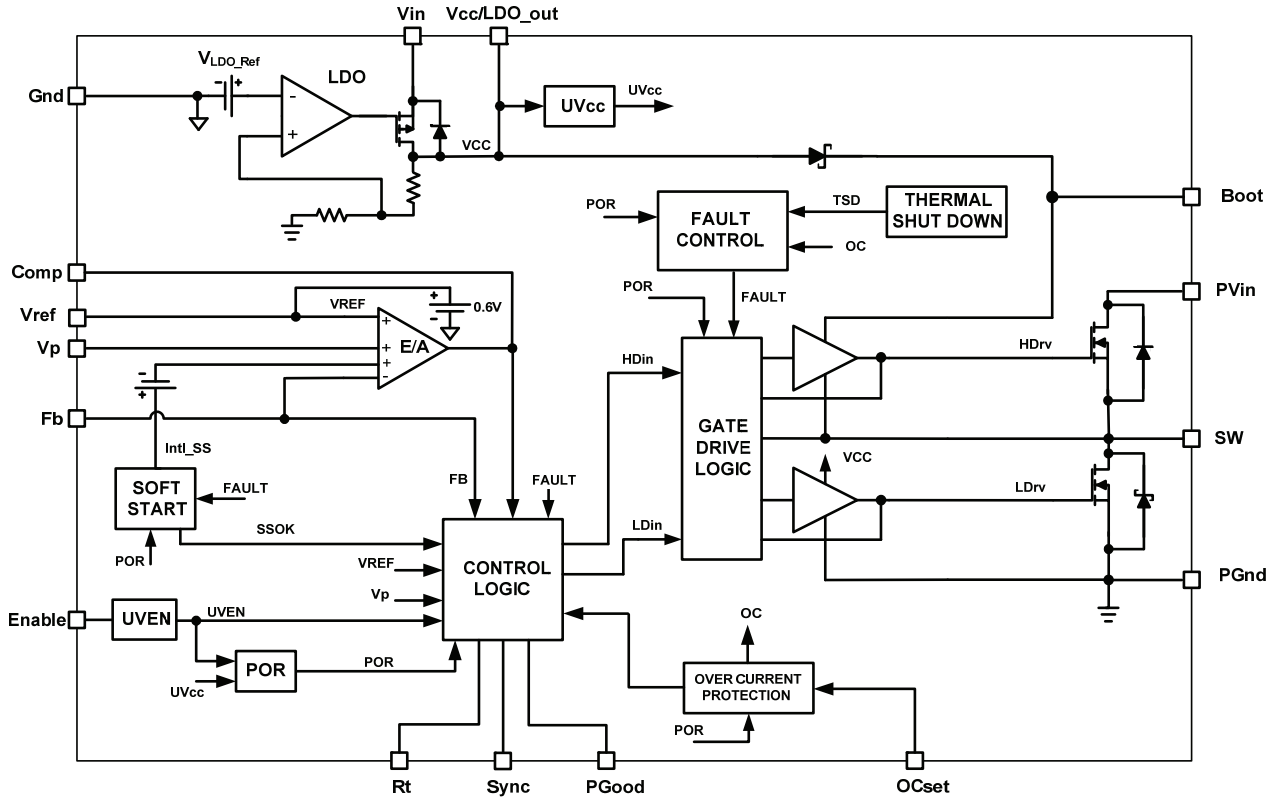 Vin
Vcc/LDO_out
VLDO_Ref
LDO
Gnd
-
+
-
+
UVcc
UVcc
VCC
Boot
POR
FAULT
CONTROL
TSD
THERMAL
SHUT DOWN
OC
Comp
POR
FAULT
PVin
Vref
VREF
+
-
0.6V
Vp
+
+
+
-
E/A
HDin
HDrv
-
+
Fb
GATE
DRIVE
LOGIC
SW
Intl_SS
VCC
SOFT
START
FAULT
FB
FAULT
LDrv
SSOK
LDin
POR
VREF
CONTROL
LOGIC
PGnd
Vp
Enable
UVEN
UVEN
OC
POR
POR
UVcc
OVER CURRENT
PROTECTION
POR
Rt
Sync
PGood
OCset